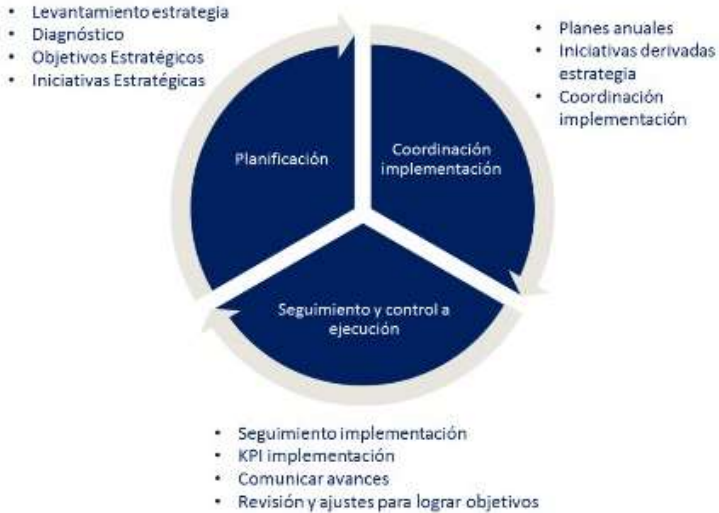 • Levantamiento estrategia
• Diagnóstico
• Objetivos Estratégicos
• Iniciativas Estratégicas
• Planes anuales
• Iniciativas derivadas
estrategia
• Coordinación
implementación
Planificación
Coordinación
implementación
Seguimiento y control a
ejecución
• Seguimiento implementación
• KPI implementación
• Comunicar avances
• Revisión y ajustes para lograr objetivos